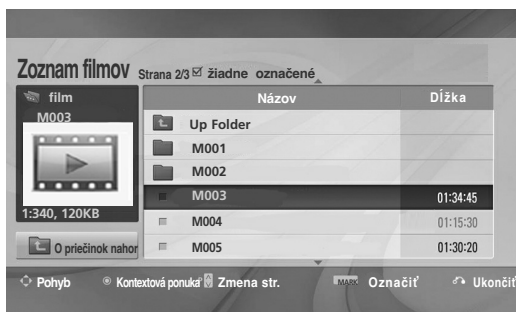 Zoznam filmov Strana 2/3 žiadne označené
film
M003
1:340, 120KB
O priečinok nahor
Názov Dĺžka
Up Folder
M001
M002
M003 01:34:45
M004 01:15:30
M005 01:30:20
Pohyb Kontextová ponuka Zmena str. MARK Označiť Ukončiť